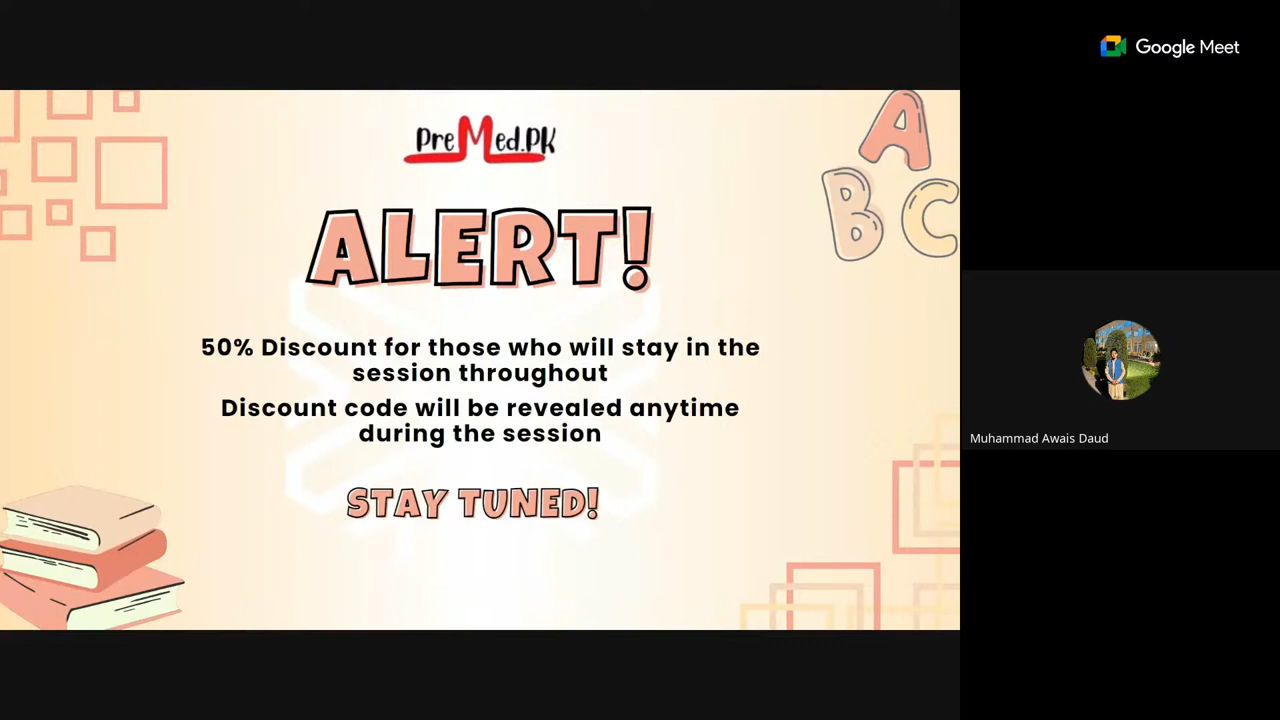 Google Meet
PreMed.PK
ALERT!
A
B C
50% Discount for those who will stay in the
session throughout
Discount code will be revealed anytime
during the session
STAY TUNED!
Muhammad Awais Daud